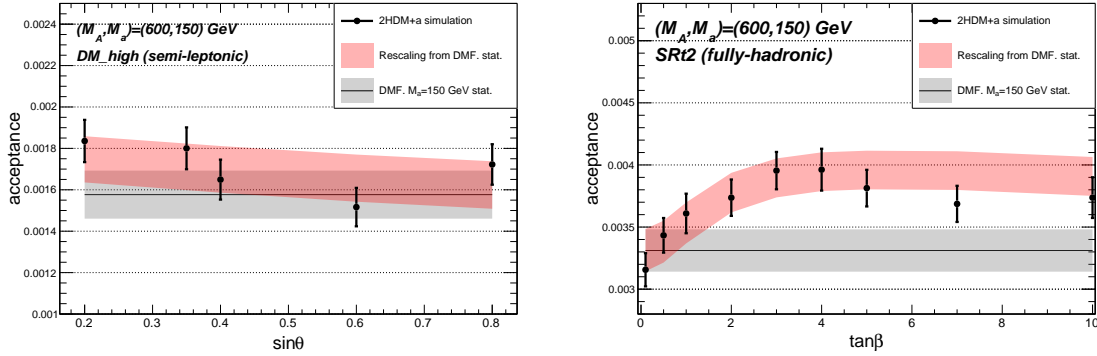 (M_A,M_a)=(600,150) GeV
DM_high (semi-leptonic)
2HDM+a simulation
Rescaling from DMF. stat.
DMF. M_a=150 GeV stat.
acceptance
0.0024
0.0022
0.002
0.0018
0.0016
0.0014
0.0012
0.001
0.2 0.3 0.4 0.5 0.6 0.7 0.8
sinθ
(M_A,M_a)=(600,150) GeV
SRt2 (fully-hadronic)
2HDM+a simulation
Rescaling from DMF. stat.
DMF. M_a=150 GeV stat.
acceptance
0.005
0.0045
0.004
0.0035
0.003
0 2 4 6 8 10
tanβ